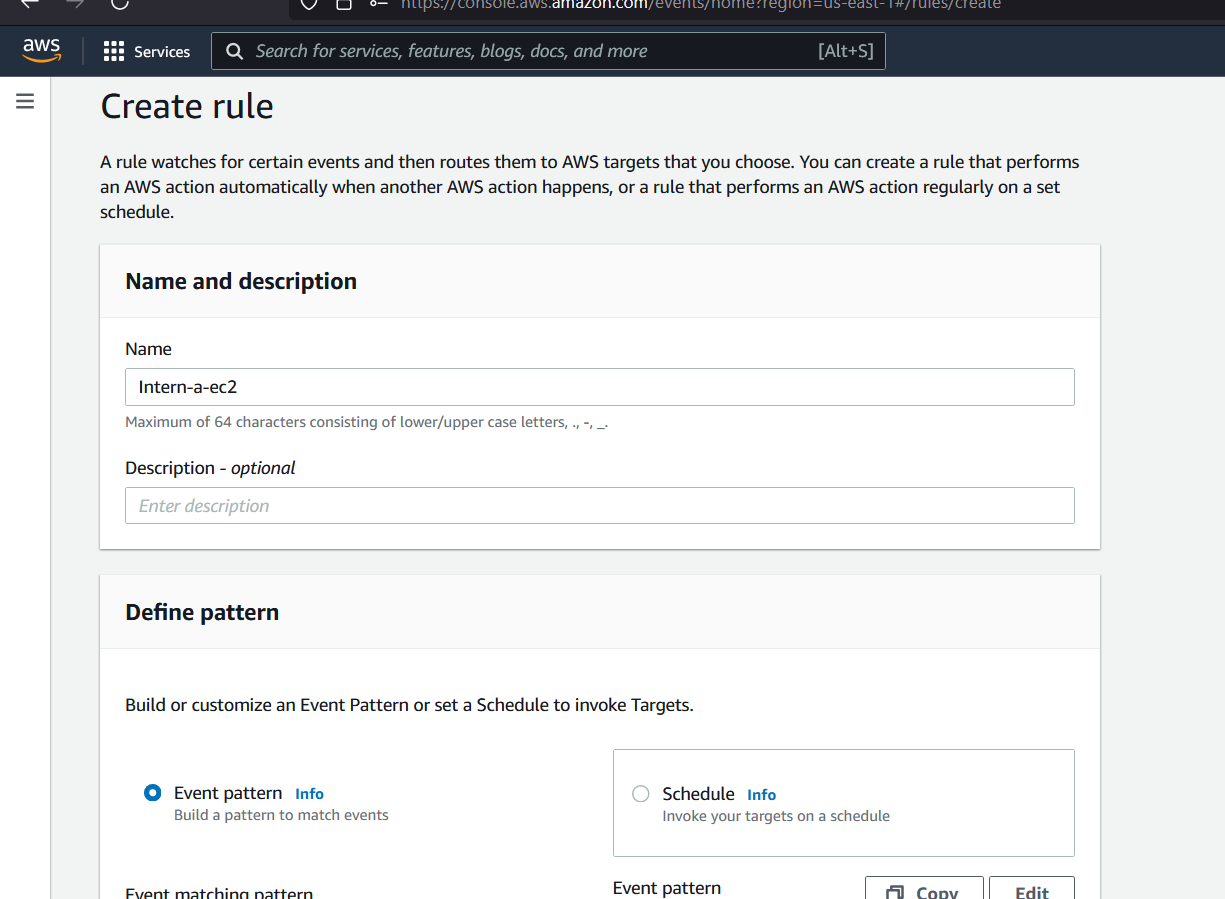 https://console.aws.amazon.com/events/home?region=us-east-1#/rules/create
aws Services Search for services, features, blogs, docs, and more [Alt+S]
Create rule
A rule watches for certain events and then routes them to AWS targets that you choose. You can create a rule that performs
an AWS action automatically when another AWS action happens, or a rule that performs an AWS action regularly on a set
schedule.
Name and description
Name
Intern-a-ec2
Maximum of 64 characters consisting of lower/upper case letters, ., -, _.
Description - optional
Enter description
Define pattern
Build or customize an Event Pattern or set a Schedule to invoke Targets.
Event pattern Info
Build a pattern to match events
Schedule Info
Invoke your targets on a schedule
Event matching pattern
Event pattern Copy Edit